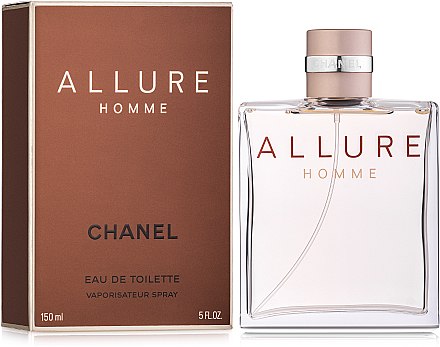 ALLURE
HOMME
CHANEL
EAU DE TOILETTE
VAPORISATEUR SPRAY
150 ml 5 FL.OZ.
CHANEL
ALLURE
HOMME